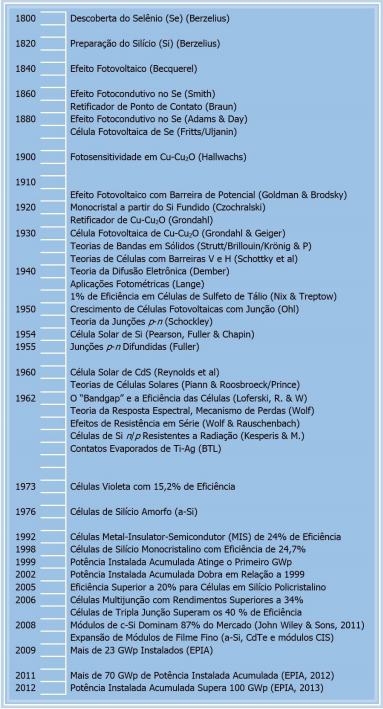 1800 Descoberta do Selênio (Se) (Berzelius)
1820 Preparação do Silício (Si) (Berzelius)
1840 Efeito Fotovoltaico (Becquerel)
1860 Efeito Fotocondutivo no Se (Smith)
Retificador de Ponto de Contato (Braun)
1880 Efeito Fotocondutivo no Se (Adams & Day)
Célula Fotovoltaica de Se (Fritts/Uljanin)
1900 Fotosensitividade em Cu-Cu₂O (Hallwachs)
1910
Efeito Fotovoltaico com Barreira de Potencial (Goldman & Brodsky)
1920 Monocristal a partir do Si Fundido (Czochralski)
Retificador de Cu-Cu₂O (Grondahl)
1930 Célula Fotovoltaica de Cu-Cu₂O (Grondahl & Geiger)
Teorias de Bandas em Sólidos (Strutt/Brillouin/Krönig & P)
Teorias de Células com Barreiras V e H (Schottky et al)
1940 Teoria da Difusão Eletrônica (Dember)
Aplicações Fotométricas (Lange)
1% de Eficiência em Células de Sulfeto de Tálio (Nix & Treptow)
1950 Crescimento de Células Fotovoltaicas com Junção (Ohl)
Teoria da Junções p-n (Schockley)
1954 Célula Solar de Si (Pearson, Fuller & Chapin)
1955 Junções p-n Difundidas (Fuller)
1960 Célula Solar de CdS (Reynolds et al)
Teorias de Células Solares (Pfann & Roosbroeck/Prince)
1962 O “Bandgap” e a Eficiência das Células (Loferski, R. & W)
Teoria da Resposta Espectral, Mecanismo de Perdas (Wolf)
Efeitos de Resistência em Série (Wolf & Rauschenbach)
Células de Si n/p Resistentes a Radiação (Kesperis & M.)
Contatos Evaporados de Ti-Ag (BTL)
1973 Células Violeta com 15,2% de Eficiência
1976 Células de Silício Amorfo (a-Si)
1992 Células Metal-Insulator-Semicondutor (MIS) de 24% de Eficiência
1998 Células de Silício Monocristalino com Eficiência de 24,7%
1999 Potência Instalada Acumulada Atinge o Primeiro GWp
2002 Potência Instalada Acumulada Dobra em Relação a 1999
2005 Eficiência Superior a 20% para Células em Silício Policristalino
2006 Células Multijunção com Rendimentos Superiores a 34%
Células de Tripla Junção Superam os 40 % de Eficiência
2008 Módulos de c-Si Dominam 87% do Mercado (John Wiley & Sons, 2011)
Expansão de Módulos de Filme Fino (a-Si, CdTe e módulos CIS)
2009 Mais de 23 GWp Instalados (EPIA)
2011 Mais de 70 GWp de Potência Instalada Acumulada (EPIA, 2012)
2012 Potência Instalada Acumulada Supera 100 GWp (EPIA, 2013)